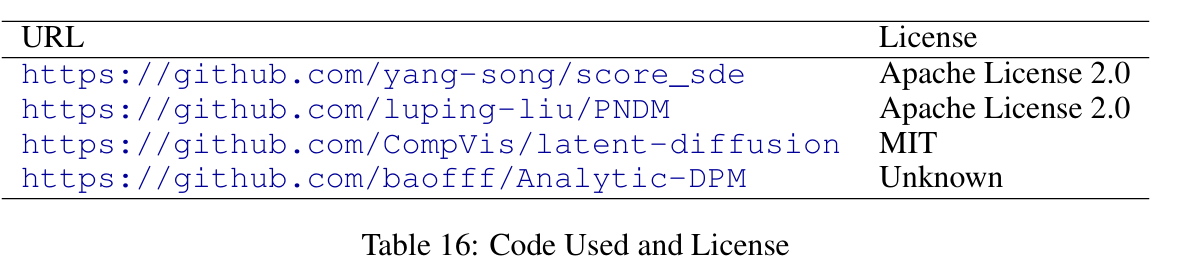 URL License
https://github.com/yang-song/score_sde Apache License 2.0
https://github.com/luping-liu/PNDM Apache License 2.0
https://github.com/CompVis/latent-diffusion MIT
https://github.com/baofff/Analytic-DPM Unknown
Table 16: Code Used and License